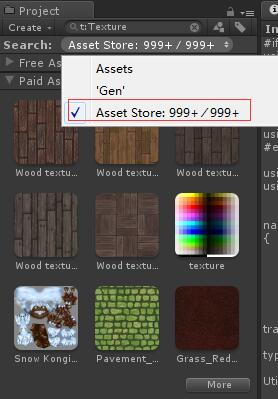 Project
Create
t:Texture
Search:
Asset Store: 999+ ⁄ 999+
Free As
Paid Ass
Assets
'Gen'
Asset Store: 999+ ⁄ 999+
Wood textu...
Wood textu...
Wood textu...
Wood textu...
Wood textu...
texture
Snow Kongi...
Pavement_...
Grass_Red...
More
In
#if
usi
#e
usi
usi
na
{
tra
typ
Uti